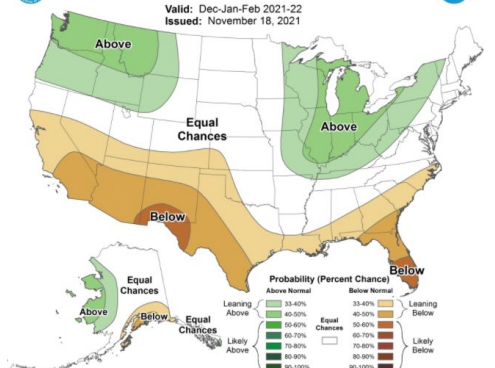 Valid: Dec-Jan-Feb 2021-22
Issued: November 18, 2021
Above
Equal
Chances
Above
Below
Below
Equal
Chances
Above
Below
Equal
Chances
Probability (Percent Chance)
Above Normal
Below Normal
Leaning
Above
33-40%
40-50%
Likely
Above
50-60%
60-70%
70-80%
80-90%
90-100%
Equal
Chances
33-40%
40-50%
Leaning
Below
50-60%
60-70%
70-80%
80-90%
90-100%
Likely
Below